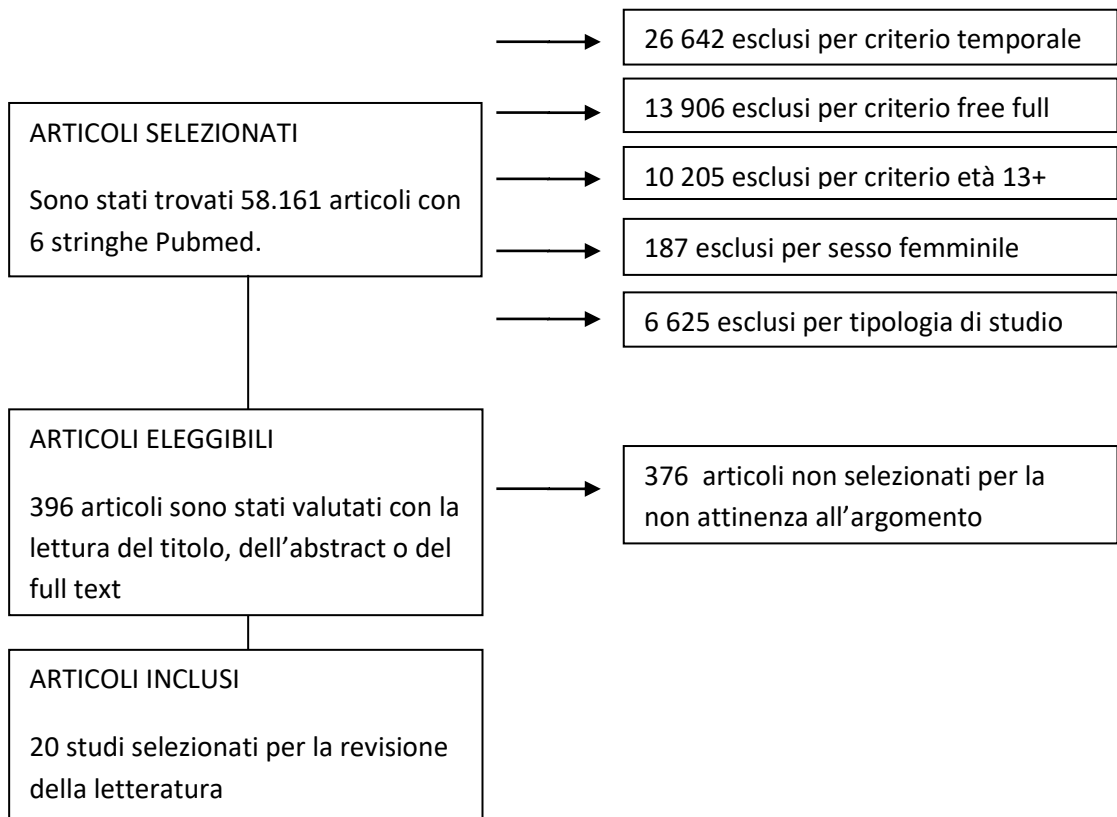 26 642 esclusi per criterio temporale
13 906 esclusi per criterio free full
ARTICOLI SELEZIONATI
Sono stati trovati 58.161 articoli con
6 stringhe Pubmed.
10 205 esclusi per criterio età 13+
187 esclusi per sesso femminile
6 625 esclusi per tipologia di studio
ARTICOLI ELEGGIBILI
396 articoli sono stati valutati con la
lettura del titolo, dell’abstract o del
full text
376 articoli non selezionati per la
non attinenza all’argomento
ARTICOLI INCLUSI
20 studi selezionati per la revisione
della letteratura